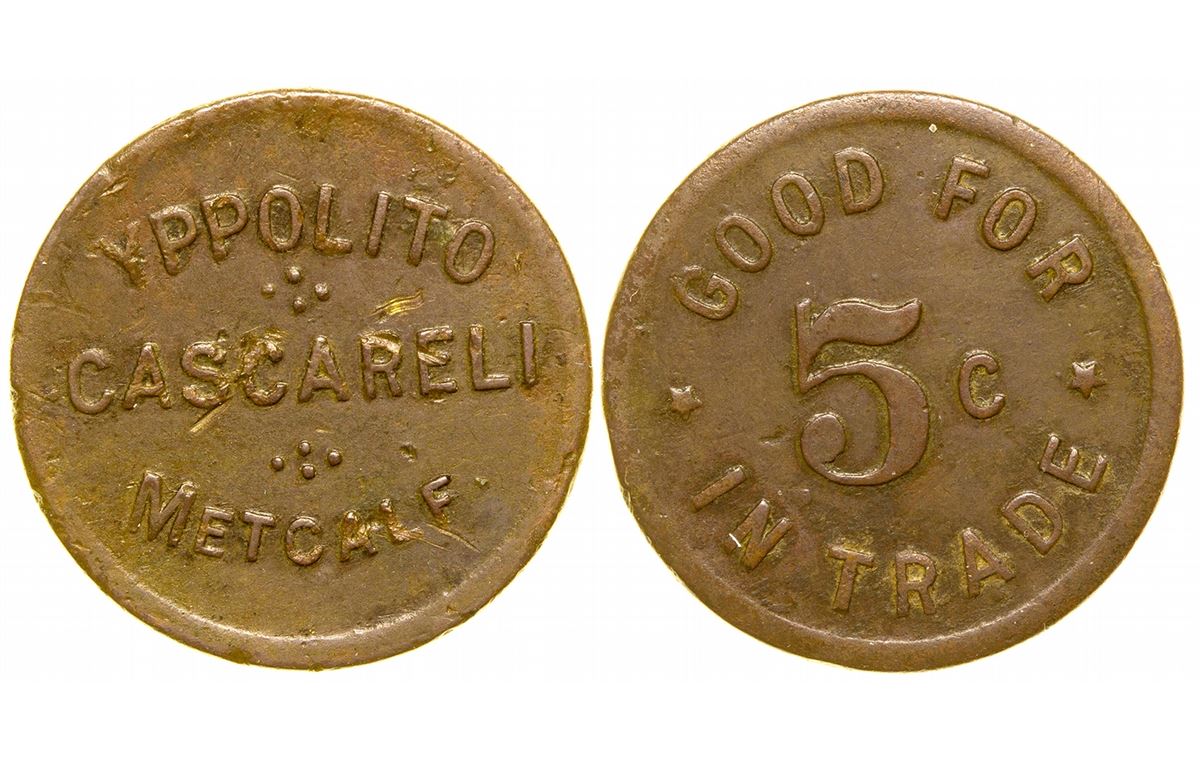 YPPOLITO
CASCARELI
METCALF
GOOD FOR
5 C
IN TRADE